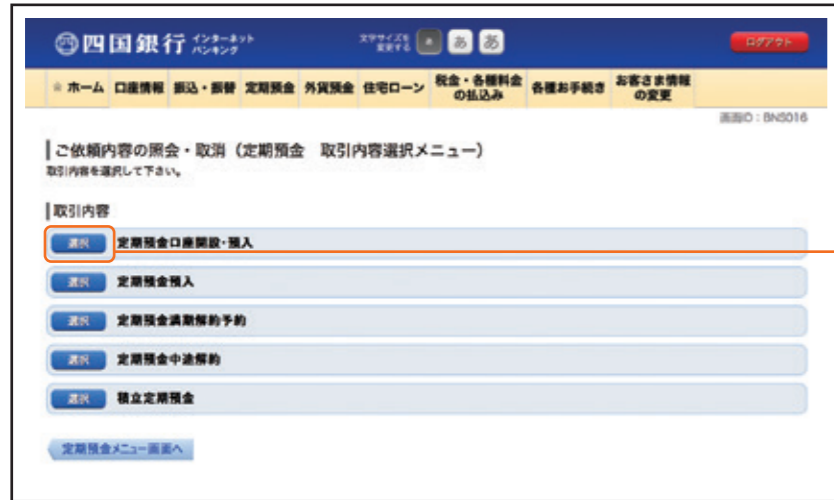 四国銀行 インターネットバンキング
文字サイズを変更する あ あ あ
ログアウト
ホーム 口座情報 振込・振替 定期預金 外貨預金 住宅ローン 税金・各種料金の払込み 各種お手続き お客さま情報の変更
画面ID:BNS016
ご依頼内容の照会・取消(定期預金 取引内容選択メニュー)
取引内容を選択して下さい。
取引内容
選択 定期預金口座開設・預入
選択 定期預金預入
選択 定期預金満期解約予約
選択 定期預金中途解約
選択 積立定期預金
定期預金メニュー画面へ